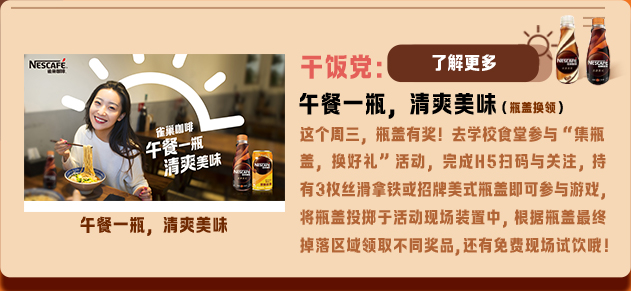 NESCAFÉ
雀巢咖啡
雀巢咖啡
午餐一瓶
清爽美味
午餐一瓶，清爽美味
干饭党：
了解更多
午餐一瓶，清爽美味（瓶盖换领）
这个周三，瓶盖有奖！去学校食堂参与“集瓶
盖，换好礼”活动，完成H5扫码与关注，持
有3枚丝滑拿铁或招牌美式瓶盖即可参与游戏，
将瓶盖投掷于活动现场装置中，根据瓶盖最终
掉落区域领取不同奖品，还有免费现场试饮哦！
NESCAFÉ